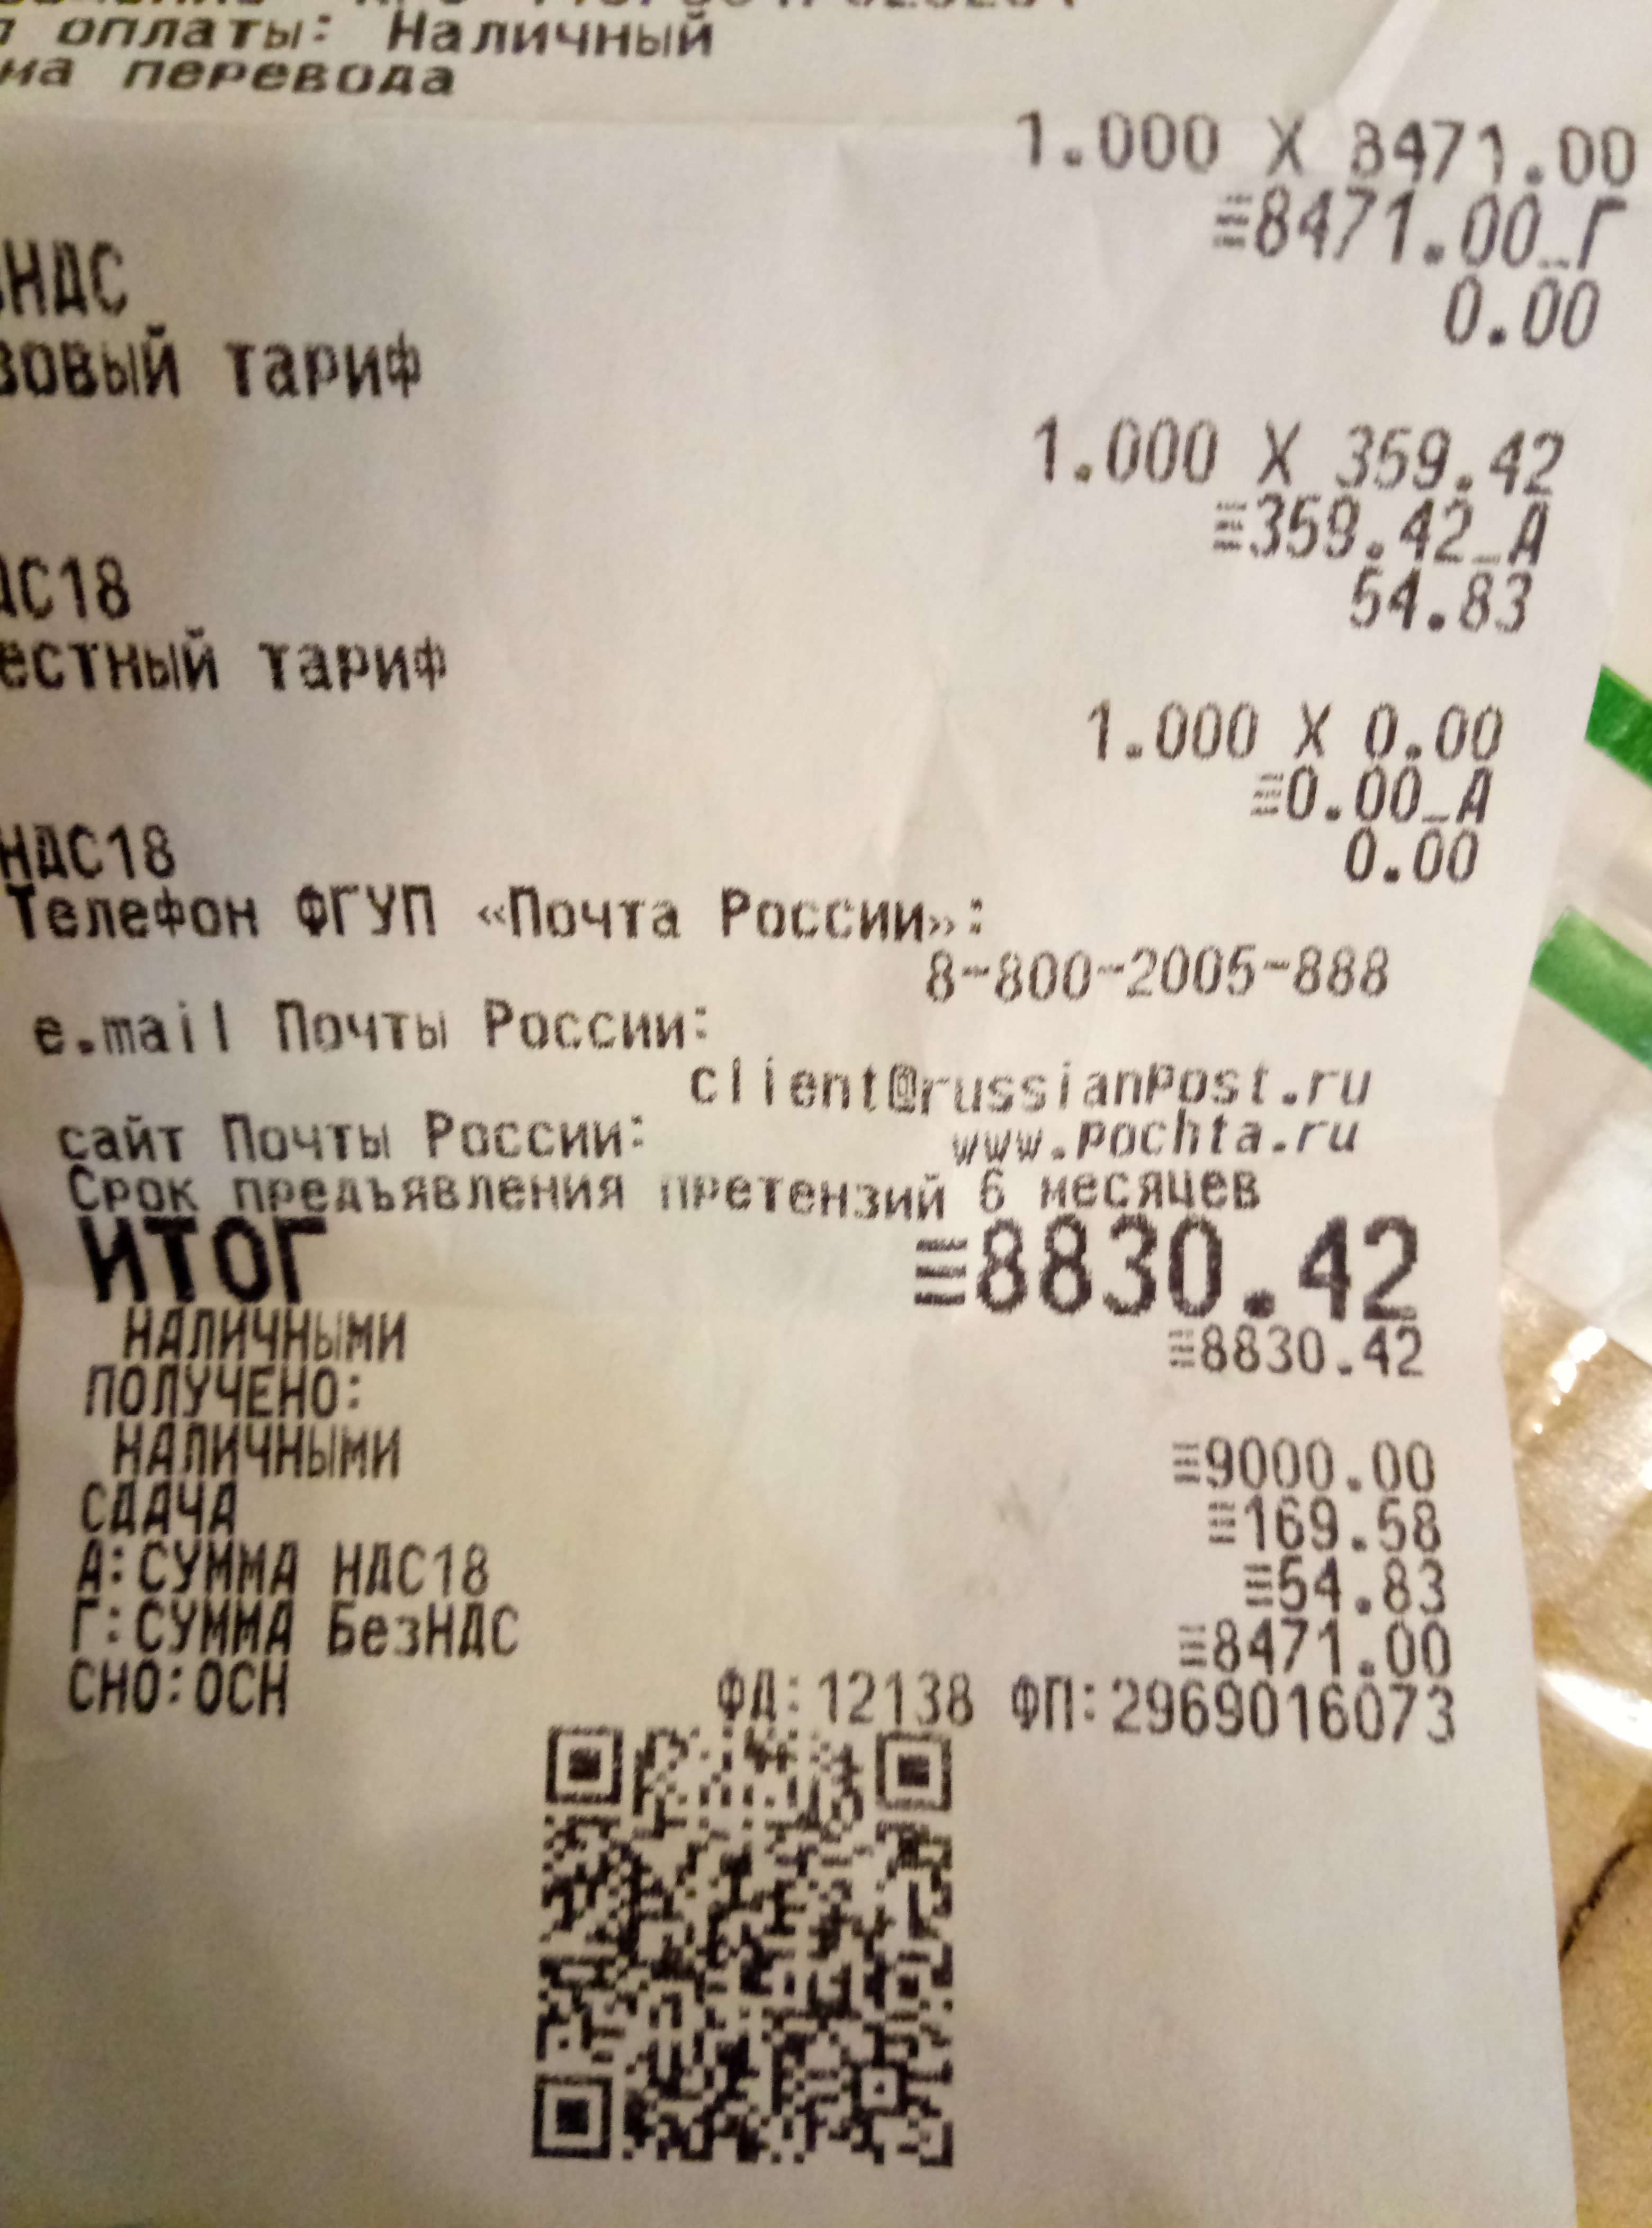 оплаты: Наличный
перевода
1.000 X 8471.00
≡8471.00_Г
НДС 0.00
зовый тариф
1.000 X 359.42
≡359.42_А
ДС18 54.83
естный тариф
1.000 X 0.00
≡0.00_А
НДС18 0.00
Телефон ФГУП «Почта России»:
8-800-2005-888
e.mail Почты России:
client@russianPost.ru
сайт Почты России: www.pochta.ru
Срок предъявления претензий 6 месяцев
ИТОГ ≡8830.42
НАЛИЧНЫМИ ≡8830.42
ПОЛУЧЕНО:
НАЛИЧНЫМИ ≡9000.00
СДАЧА ≡169.58
А:СУММА НДС18 ≡54.83
Г:СУММА БезНДС ≡8471.00
СНО:ОСН ФД:12138 ФП:2969016073